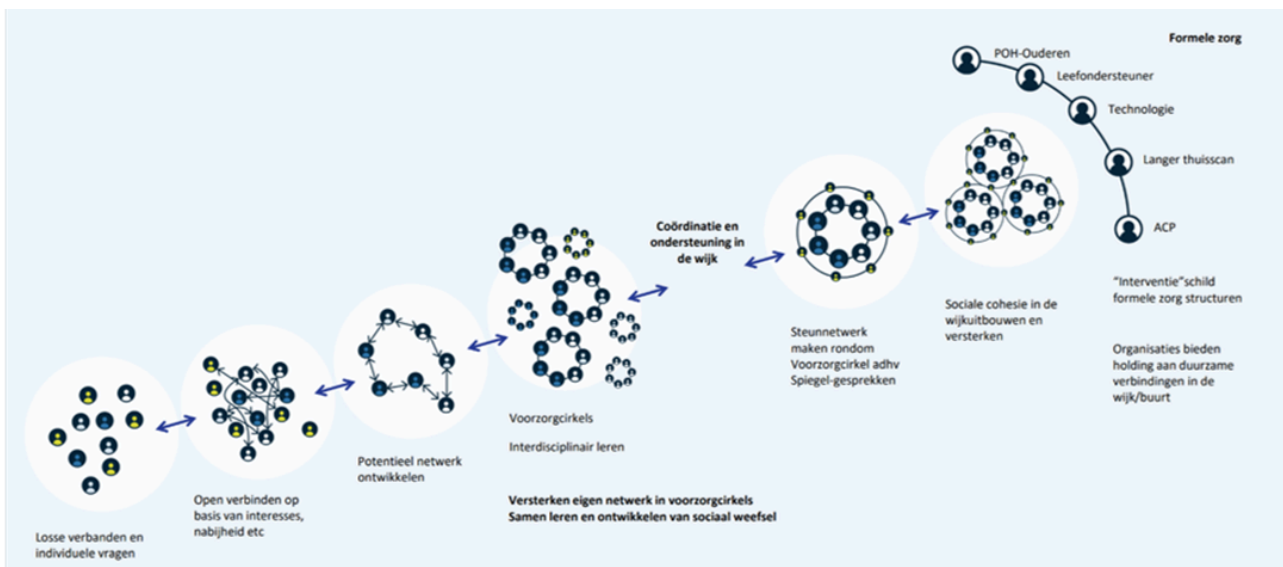 Formele zorg
POH-Ouderen
Leefondersteuner
Technologie
Langer thuisscan
ACP
"Interventie"schild
formele zorg structuren
Organisaties bieden
holding aan duurzame
verbindingen in de
wijk/buurt
Sociale cohesie in de
wijkuitbouwen en
versterken
Steunnetwerk
maken rondom
Voorzorgcirkel adhv
Spiegel-gesprekken
Coördinatie en
ondersteuning in
de wijk
Voorzorgcirkels
Interdisciplinair leren
Versterken eigen netwerk in voorzorgcirkels
Samen leren en ontwikkelen van sociaal weefsel
Potentieel netwerk
ontwikkelen
Open verbinden op
basis van interesses,
nabijheid etc
Losse verbanden en
individuele vragen